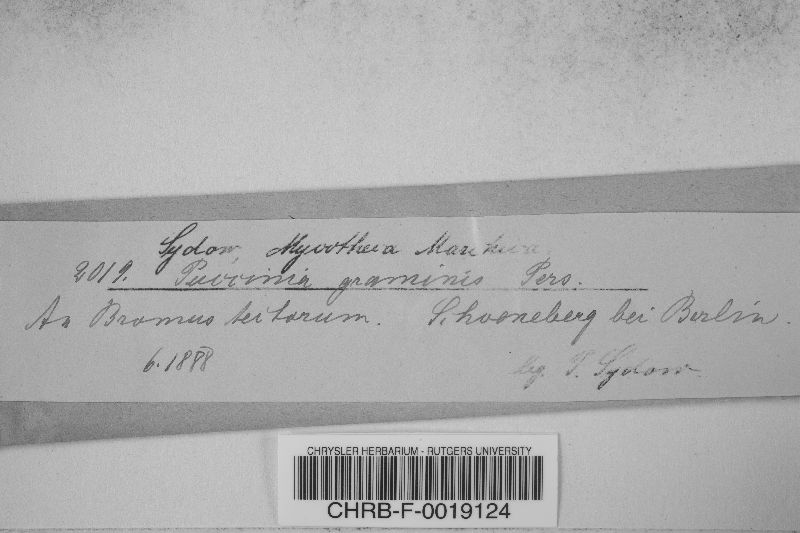 Sydow, Mycotheca Marchica
2019. Puccinia graminis Pers.
An Bromus tectorum. Schoeneberg bei Berlin.
6.1888 leg. P. Sydow
CHRYSLER HERBARIUM - RUTGERS UNIVERSITY
CHRB-F-0019124